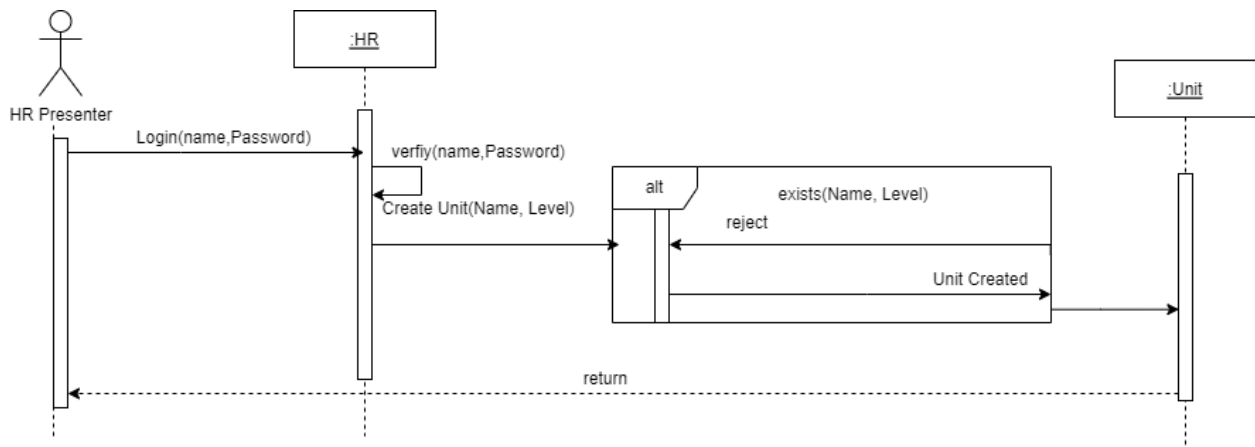 :HR
:Unit
HR Presenter
Login(name,Password)
verfiy(name,Password)
alt
exists(Name, Level)
Create Unit(Name, Level)
reject
Unit Created
return